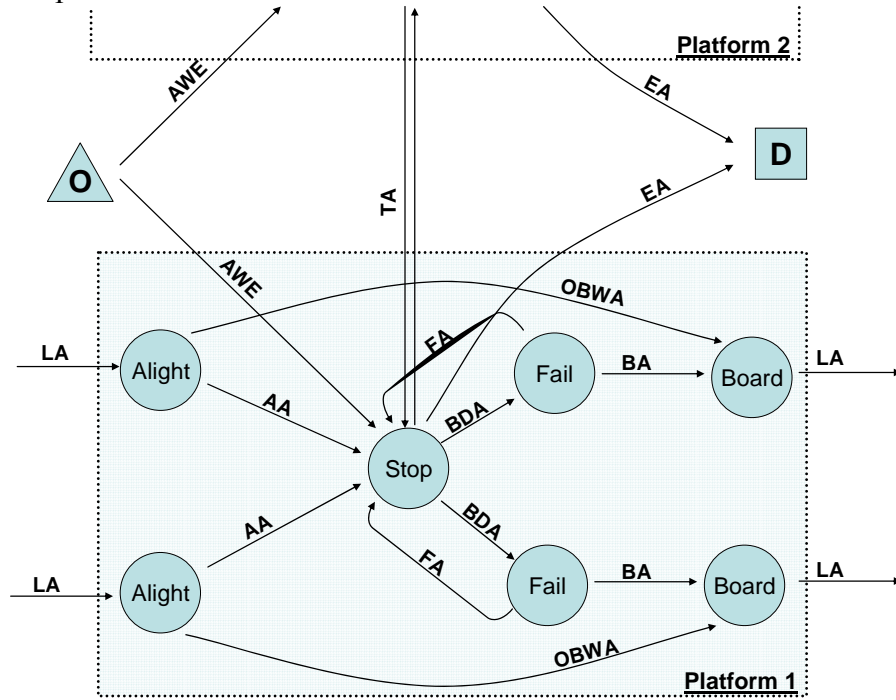 Platform 2
AWE
EA
O
D
TA
EA
AWE
OBWA
LA
FA
BA
LA
Alight
Fail
Board
AA
BDA
Stop
AA
BDA
FA
LA
BA
LA
Alight
Fail
Board
OBWA
Platform 1